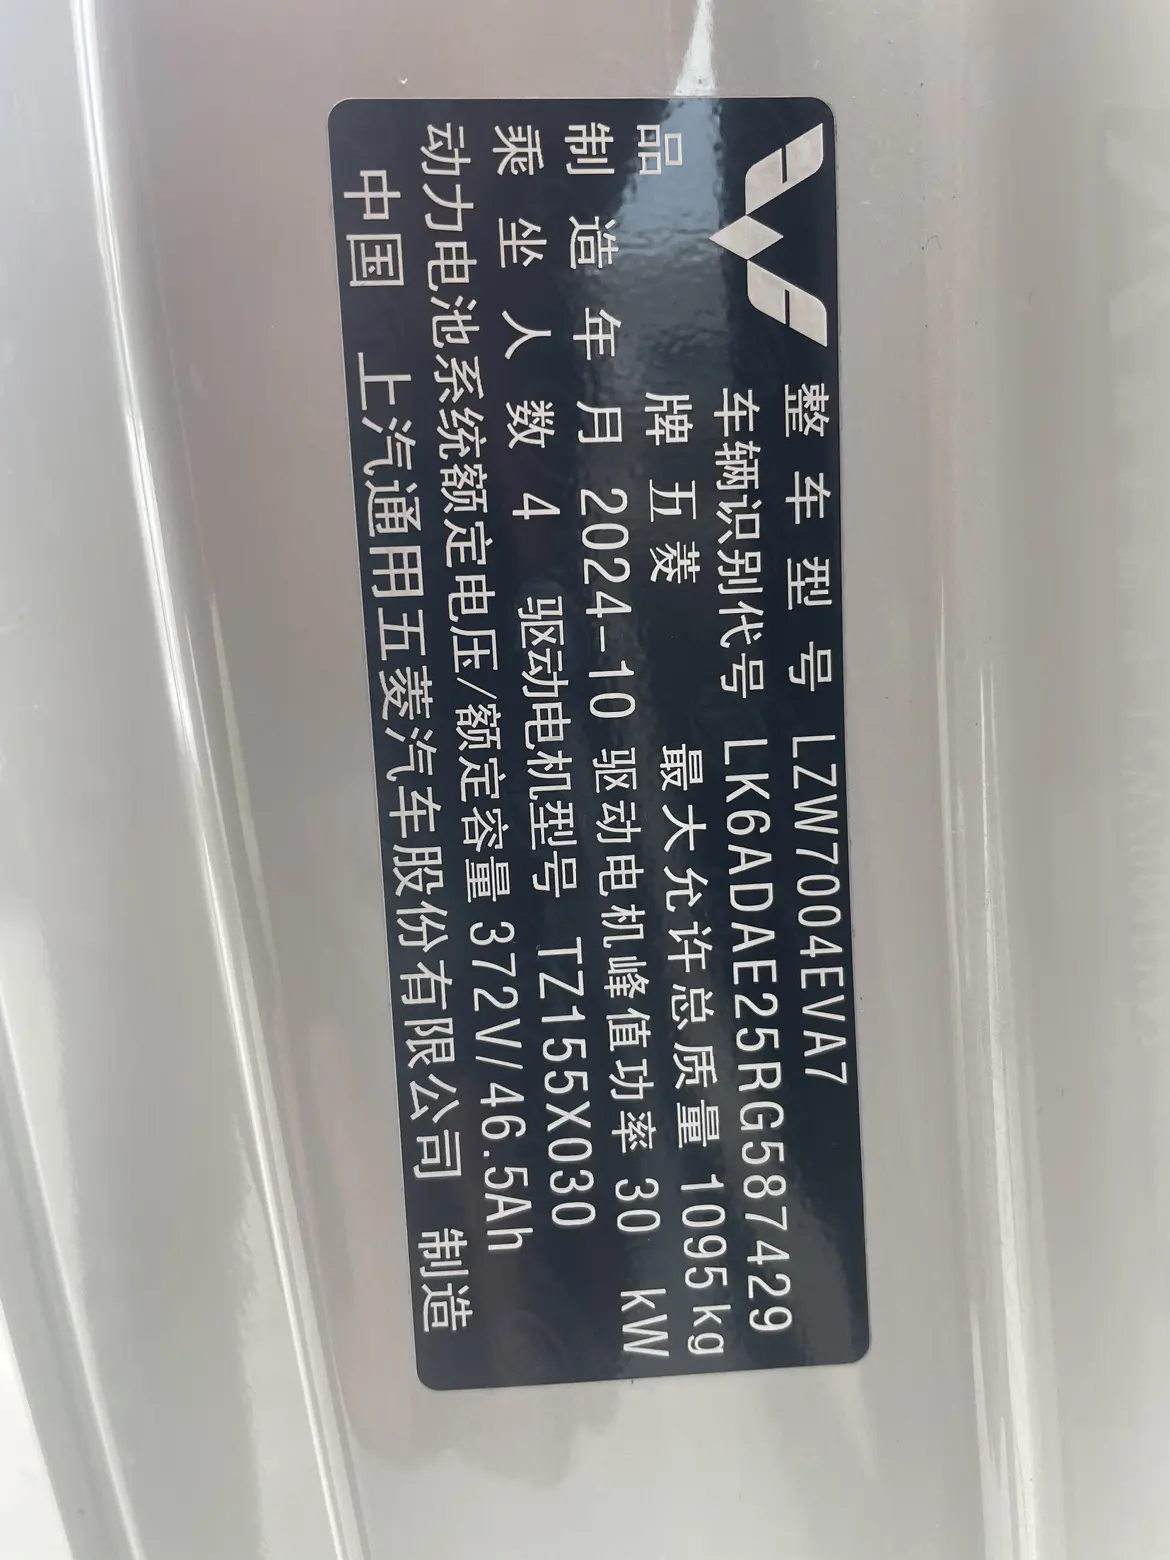 整车型号 LZW7004EVA7
车辆识别代号 LK6ADAE25RG587429
品牌 五菱 最大允许总质量 1095kg
制造年月 2024-10 驱动电机峰值功率 30 kW
乘坐人数 4 驱动电机型号 TZ155X030
动力电池系统额定电压/额定容量 372V/46.5Ah
中国 上汽通用五菱汽车股份有限公司 制造